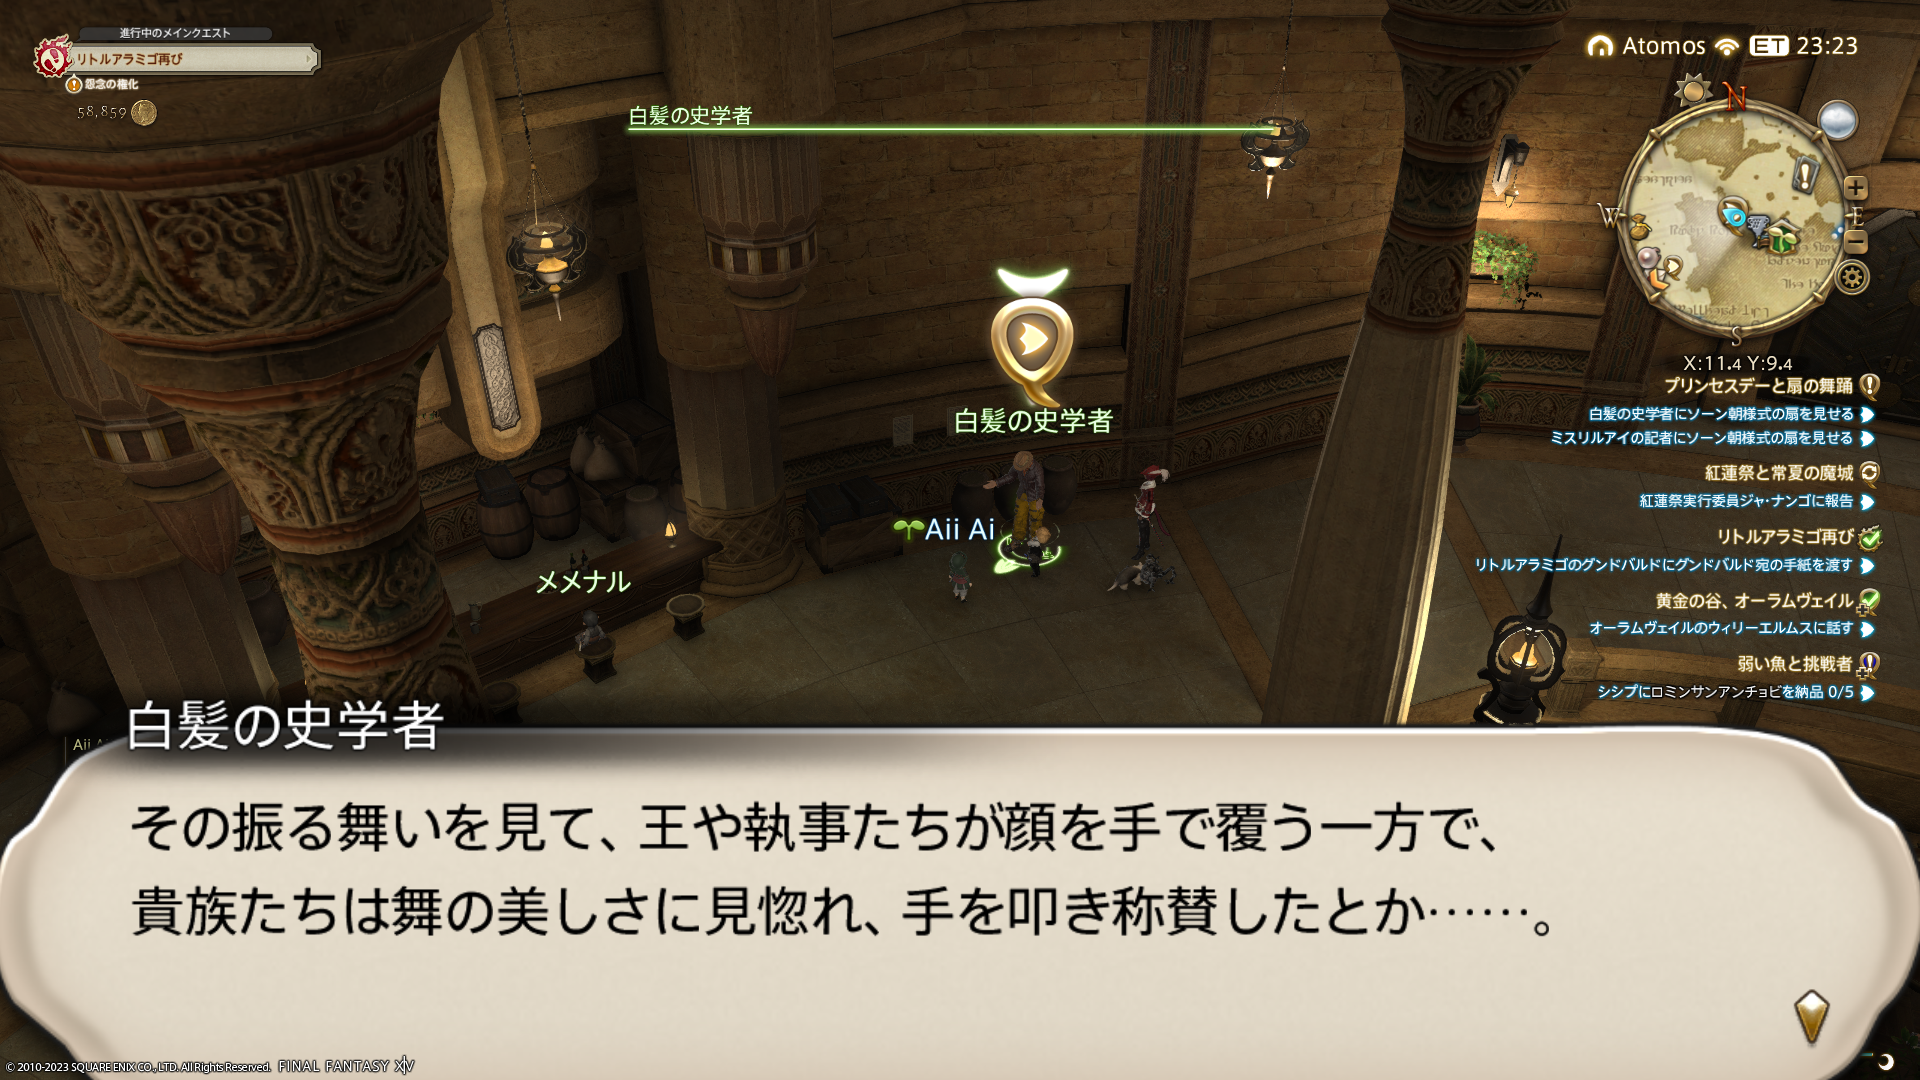 進行中のメインクエスト
リトルアラミゴ再び
怨念の権化
58,859
白髪の史学者
Atomos ET 23:23
N
W
E
S
X:11.4 Y:9.4
プリンセスデーと扇の舞踊
白髪の史学者にソーン朝様式の扇を見せる
ミスリルアイの記者にソーン朝様式の扇を見せる
紅蓮祭と常夏の魔城
紅蓮祭実行委員ジャ・ナンゴに報告
リトルアラミゴ再び
リトルアラミゴのグンドバルドにグンドバルド宛の手紙を渡す
黄金の谷、オーラムヴェイル
オーラムヴェイルのウィリーエルムスに話す
弱い魚と挑戦者
シシプにロミンサンアンチョビを納品 0/5
白髪の史学者
Aii Ai
メメナル
Aii
白髪の史学者
その振る舞いを見て、王や執事たちが顔を手で覆う一方で、
貴族たちは舞の美しさに見惚れ、手を叩き称賛したとか……。
© 2010-2023 SQUARE ENIX CO., LTD. All Rights Reserved. FINAL FANTASY XIV